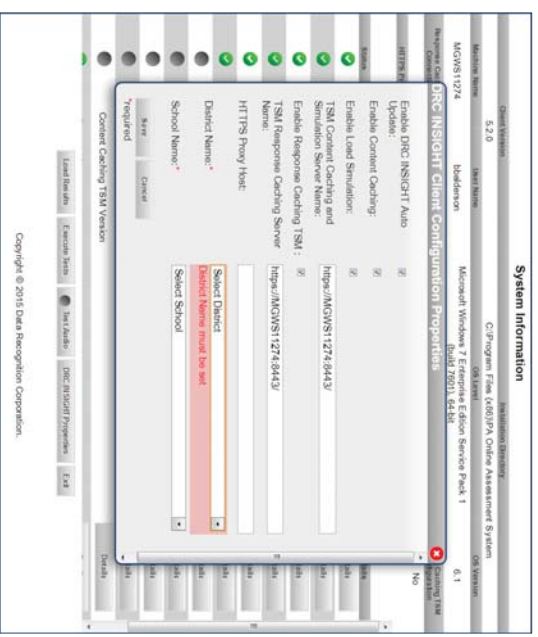 System Information
Client Version
Installation Directory
5.2.0
C:\Program Files (x86)\PA Online Assessment System
Machine Name
User Name
OS Level
OS Version
MGWS11274
bbalderson
Microsoft Windows 7 Enterprise Edition Service Pack 1
(build 7601), 64-bit
6.1
Response
Caching TSM
No
HTTPS
Status
DRC INSIGHT Client Configuration Properties
Enable DRC INSIGHT Auto
Update:
Enable Content Caching:
Enable Load Simulation:
TSM Content Caching and
Simulation Server Name:
https://MGWS11274:8443/
Enable Response Caching TSM :
TSM Response Caching Server
Name:
https://MGWS11274:8443/
HTTPS Proxy Host:
District Name:*
Select District
District Name must be set
School Name:*
Select School
Save
Cancel
*required
Content Caching TSM Version
Details
Load Results
Execute Tests
Test Audio
DRC INSIGHT Properties
Exit
Copyright © 2015 Data Recognition Corporation.